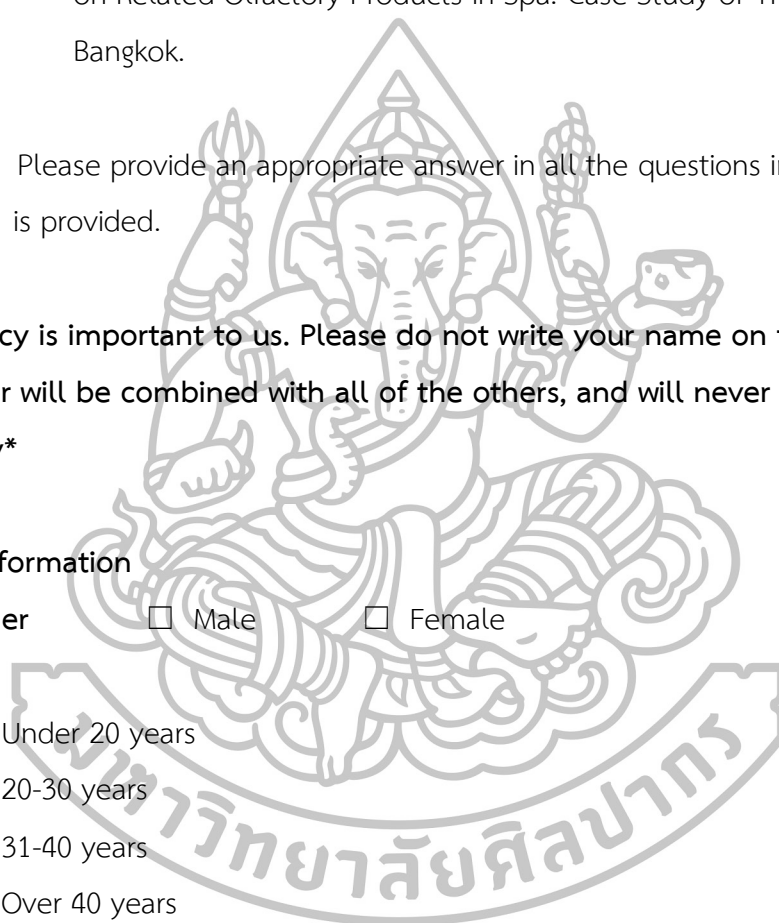 on Related Olfactory Products in Spa: Case Study of
Bangkok.
Please provide an appropriate answer in all the questions
is provided.
is important to us. Please do not write your name on
will be combined with all of the others, and will never
Male ☐ Female
Under 20 years
20-30 years
31-40 years
Over 40 years
มหาวิทยาลัยศิลปากร